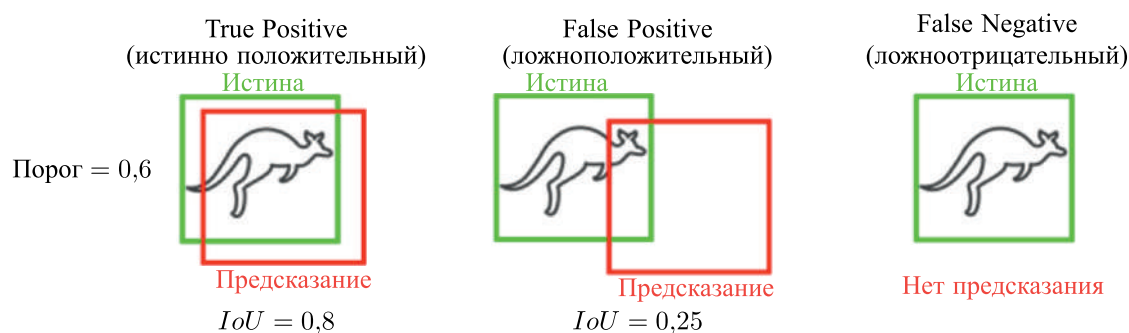 True Positive
(истинно положительный)
Истина
Порог = 0,6
Предсказание
IoU = 0,8
False Positive
(ложноположительный)
Истина
Предсказание
IoU = 0,25
False Negative
(ложноотрицательный)
Истина
Нет предсказания